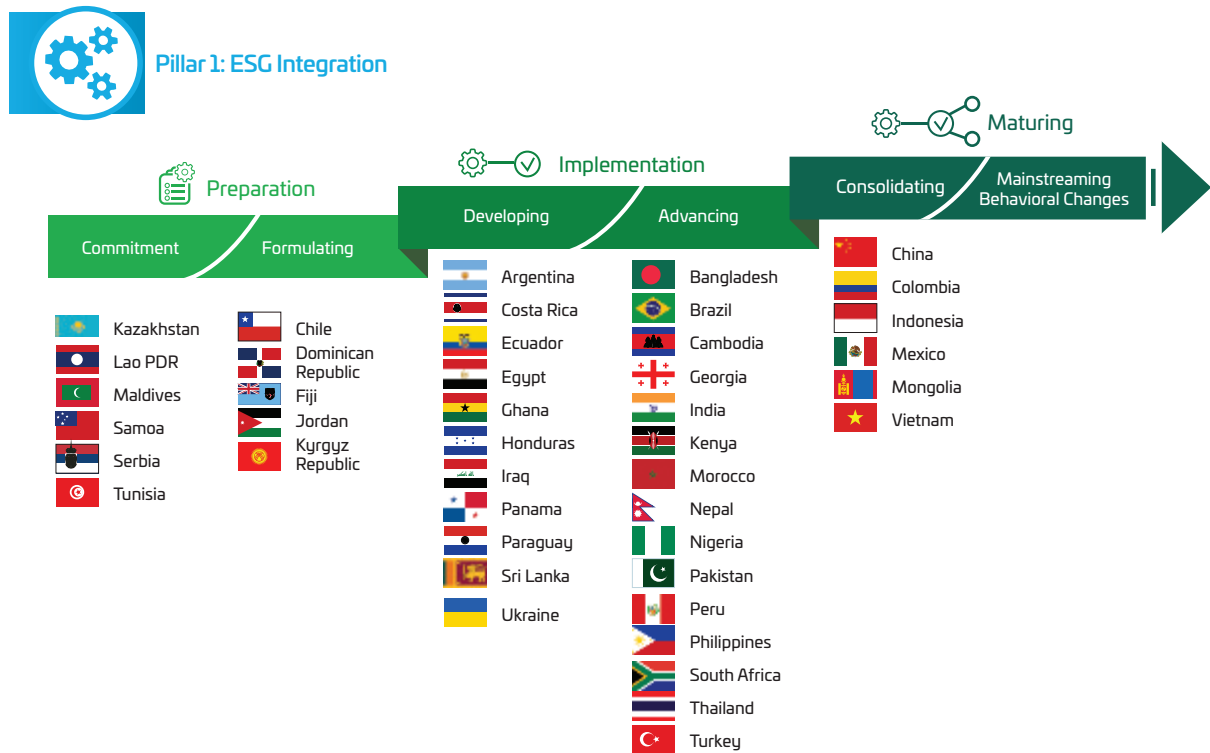 Pillar 1: ESG Integration
Preparation
Commitment
Formulating
Kazakhstan
Lao PDR
Maldives
Samoa
Serbia
Tunisia
Chile
Dominican
Republic
Fiji
Jordan
Kyrgyz
Republic
Implementation
Developing
Advancing
Argentina
Costa Rica
Ecuador
Egypt
Ghana
Honduras
Iraq
Panama
Paraguay
Sri Lanka
Ukraine
Bangladesh
Brazil
Cambodia
Georgia
India
Kenya
Morocco
Nepal
Nigeria
Pakistan
Peru
Philippines
South Africa
Thailand
Turkey
Maturing
Consolidating
Mainstreaming
Behavioral Changes
China
Colombia
Indonesia
Mexico
Mongolia
Vietnam